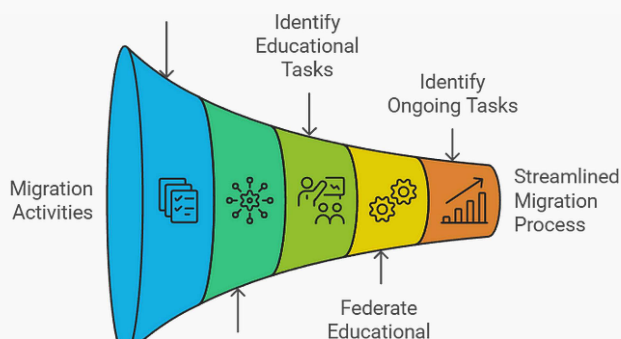 Identify
Educational
Tasks
Identify
Ongoing Tasks
Migration
Activities
Streamlined
Migration
Process
Federate
Educational